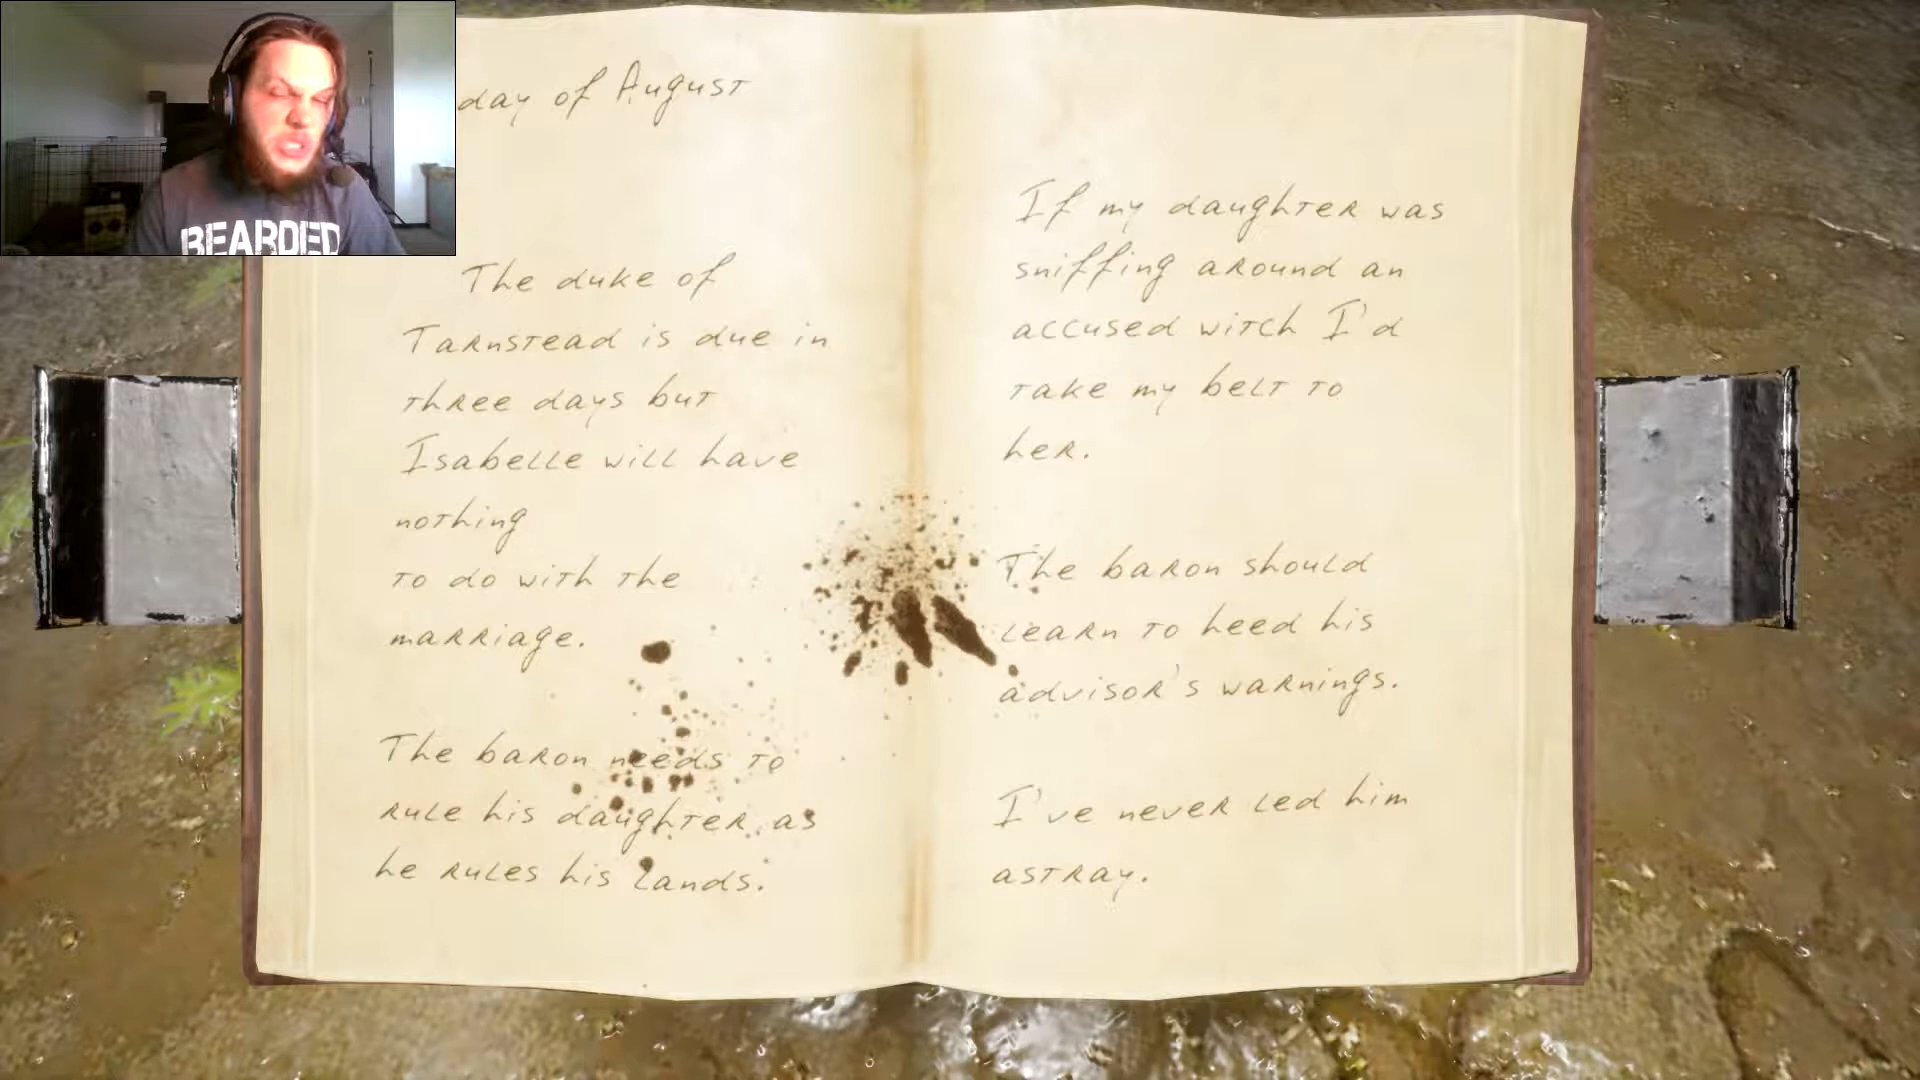 BEARDED
day of August
The duke of
Tarnstead is due in
three days but
Isabelle will have
nothing
to do with the
marriage.
The baron needs to
rule his daughter as
he rules his lands.
If my daughter was
sniffing around an
accused witch I'd
take my belt to
her.
The baron should
learn to heed his
advisor's warnings.
I've never led him
astray.